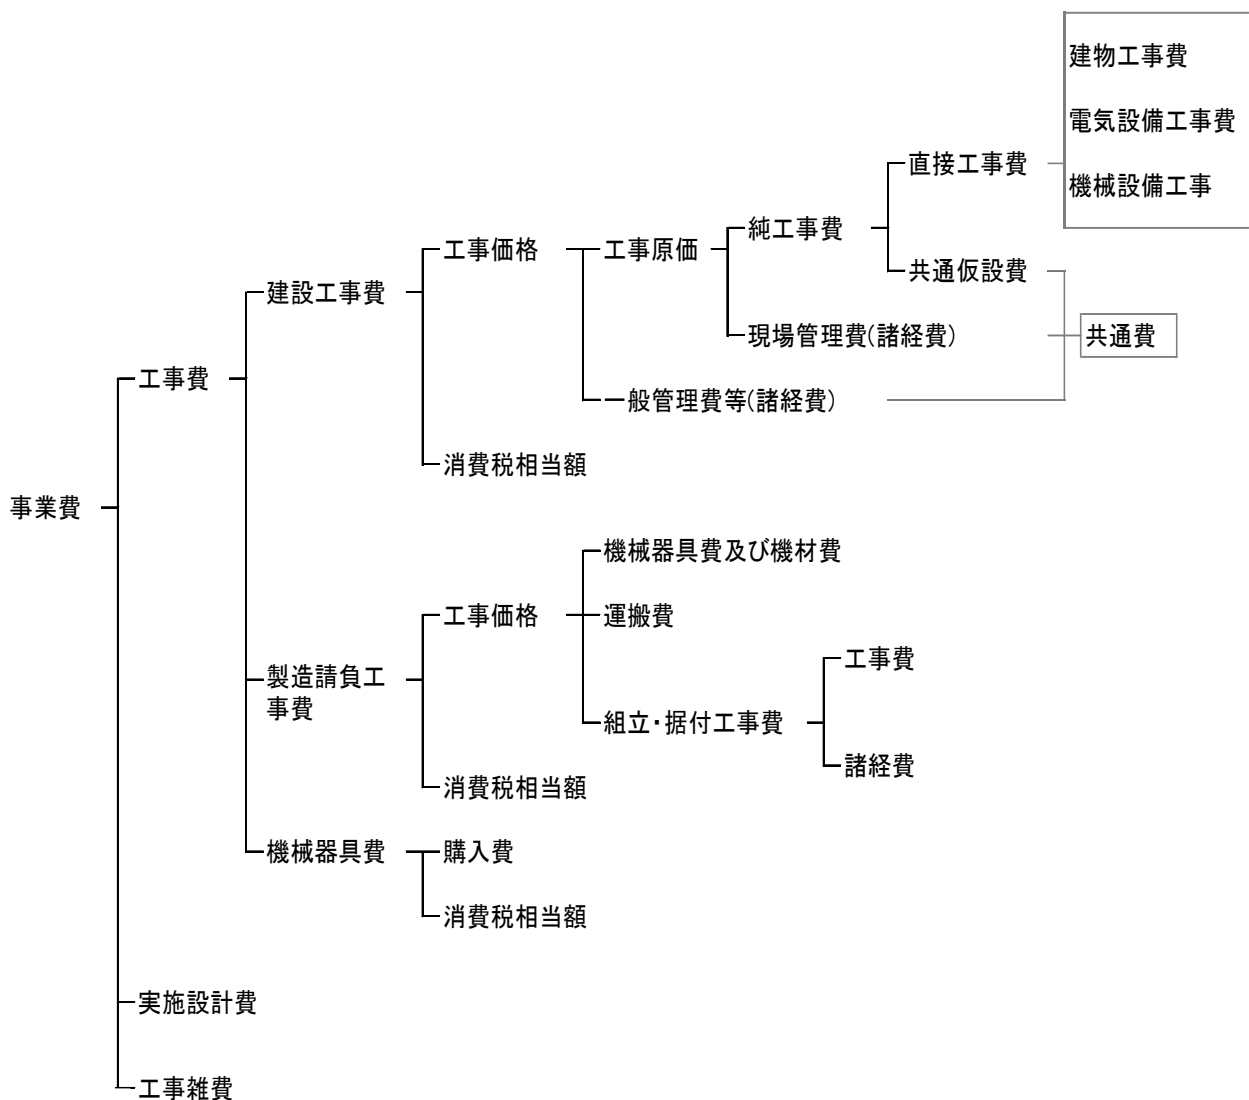 建物工事費
電気設備工事費
直接工事費
機械設備工事
純工事費
工事価格
工事原価
共通仮設費
建設工事費
現場管理費(諸経費)
共通費
工事費
一般管理費等(諸経費)
消費税相当額
事業費
機械器具費及び機材費
工事価格
運搬費
工事費
製造請負工
事費
組立・据付工事費
諸経費
消費税相当額
機械器具費
購入費
消費税相当額
実施設計費
工事雑費